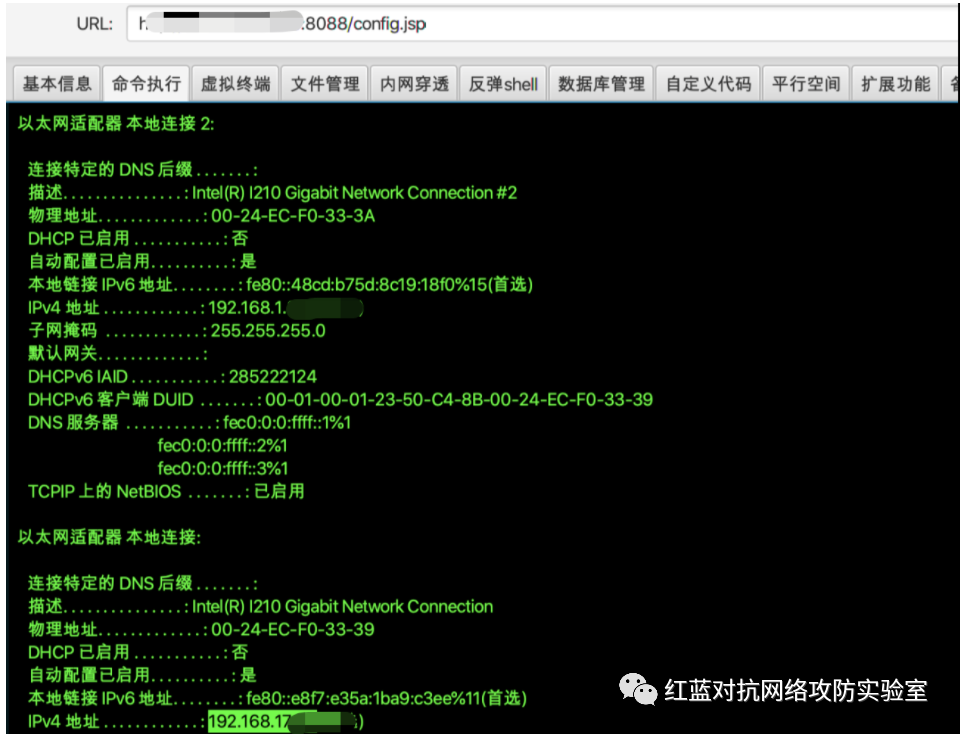 URL: h :8088/config.jsp
基本信息 命令执行 虚拟终端 文件管理 内网穿透 反弹shell 数据库管理 自定义代码 平行空间 扩展功能
以太网适配器 本地连接 2:
连接特定的 DNS 后缀 . . . . . . . :
描述. . . . . . . . . . . . . . . : Intel(R) I210 Gigabit Network Connection #2
物理地址. . . . . . . . . . . . . : 00-24-EC-F0-33-3A
DHCP 已启用 . . . . . . . . . . . : 否
自动配置已启用. . . . . . . . . . : 是
本地链接 IPv6 地址. . . . . . . . : fe80::48cd:b75d:8c19:18f0%15(首选)
IPv4 地址 . . . . . . . . . . . . : 192.168.1.
子网掩码 . . . . . . . . . . . . : 255.255.255.0
默认网关. . . . . . . . . . . . . :
DHCPv6 IAID . . . . . . . . . . . : 285222124
DHCPv6 客户端 DUID . . . . . . . : 00-01-00-01-23-50-C4-8B-00-24-EC-F0-33-39
DNS 服务器 . . . . . . . . . . . : fec0:0:0:ffff::1%1
fec0:0:0:ffff::2%1
fec0:0:0:ffff::3%1
TCPIP 上的 NetBIOS . . . . . . . : 已启用
以太网适配器 本地连接:
连接特定的 DNS 后缀 . . . . . . . :
描述. . . . . . . . . . . . . . . : Intel(R) I210 Gigabit Network Connection
物理地址. . . . . . . . . . . . . : 00-24-EC-F0-33-39
DHCP 已启用 . . . . . . . . . . . : 否
自动配置已启用. . . . . . . . . . : 是
本地链接 IPv6 地址. . . . . . . . : fe80::e8f7:e35a:1ba9:c3ee%11(首选)
IPv4 地址 . . . . . . . . . . . . : 192.168.17
红蓝对抗网络攻防实验室